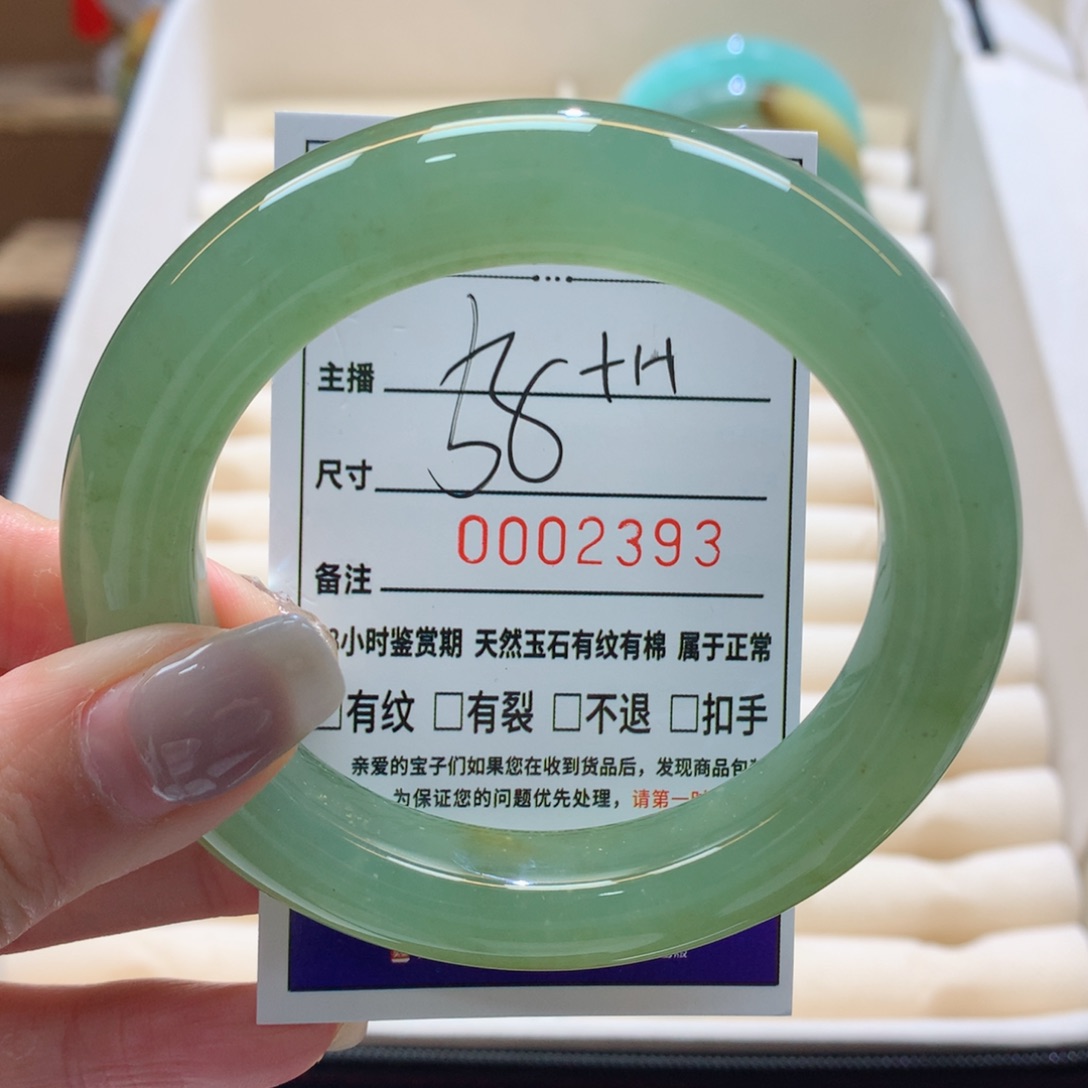 主播
58+H
尺寸
0002393
备注
小时鉴赏期 天然玉石有纹有棉 属于正常
□有纹 □有裂 □不退 □扣手
亲爱的宝子们如果您在收到货品后，发现商品包
为保证您的问题优先处理，请第一